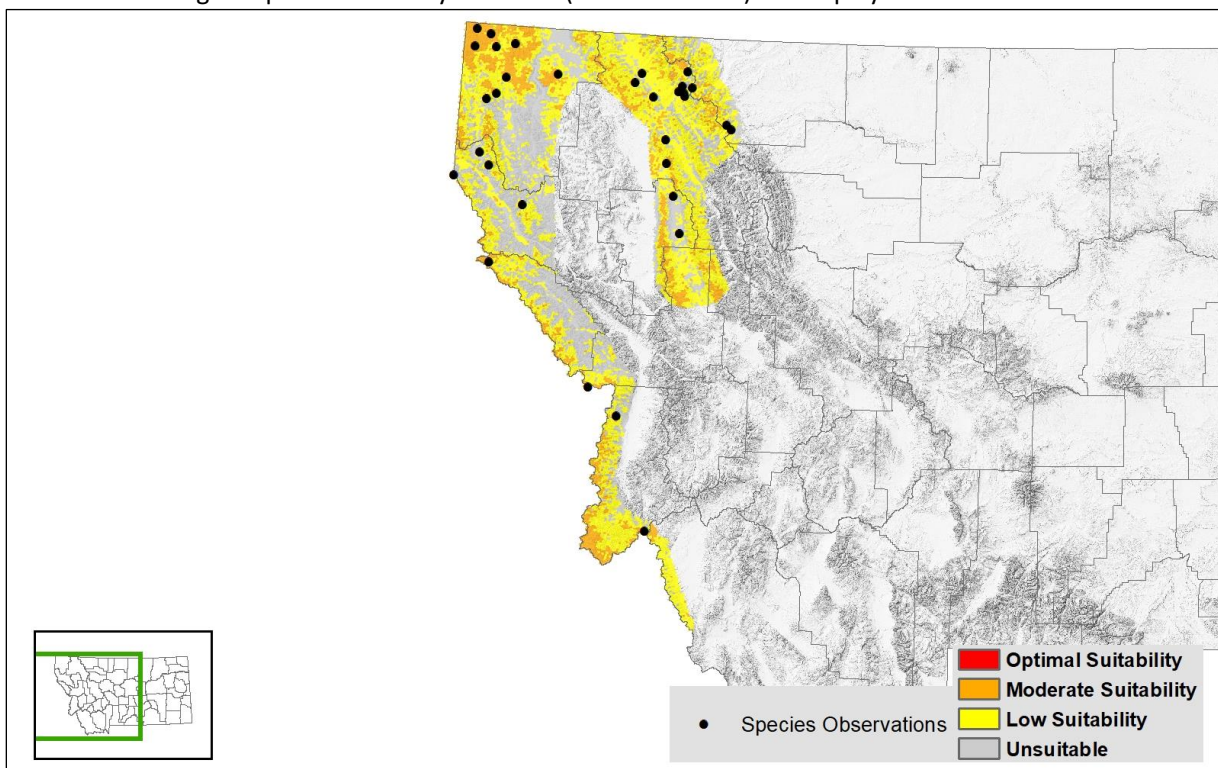 Species Observations
Optimal Suitability
Moderate Suitability
Low Suitability
Unsuitable